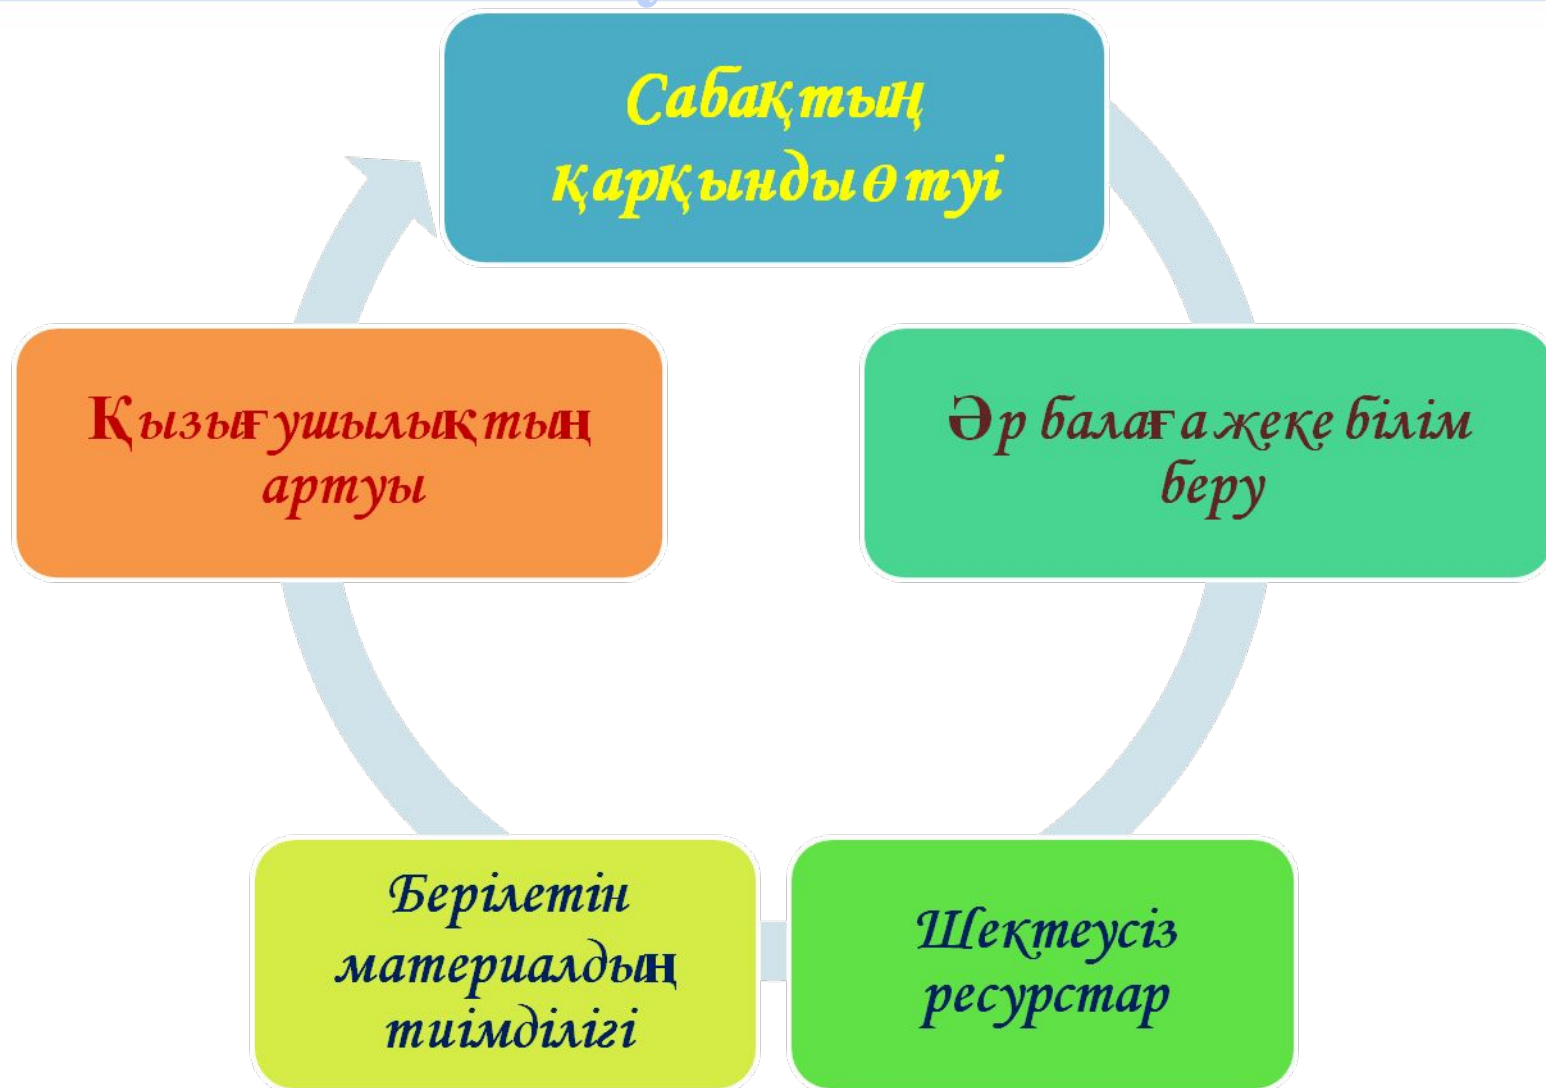 Сабақтың
қарқынды өтуі
Қызығушылықтың
артуы
Әр балаға жеке білім
беру
Берілетін
материалдың
тиімділігі
Шектеусіз
ресурстар